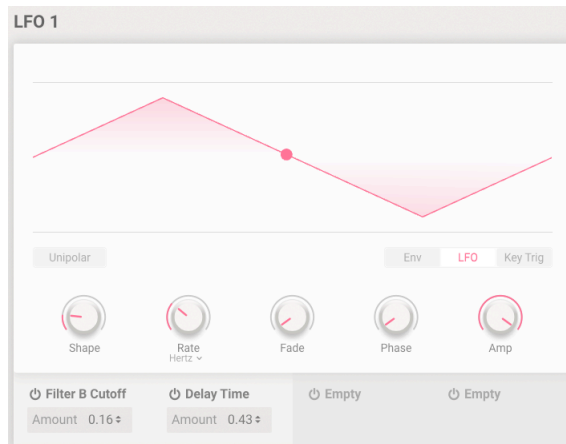 LFO 1
Unipolar
Env LFO Key Trig
Shape Rate Fade Phase Amp
Hertz
Filter B Cutoff Delay Time Empty Empty
Amount 0.16 Amount 0.43